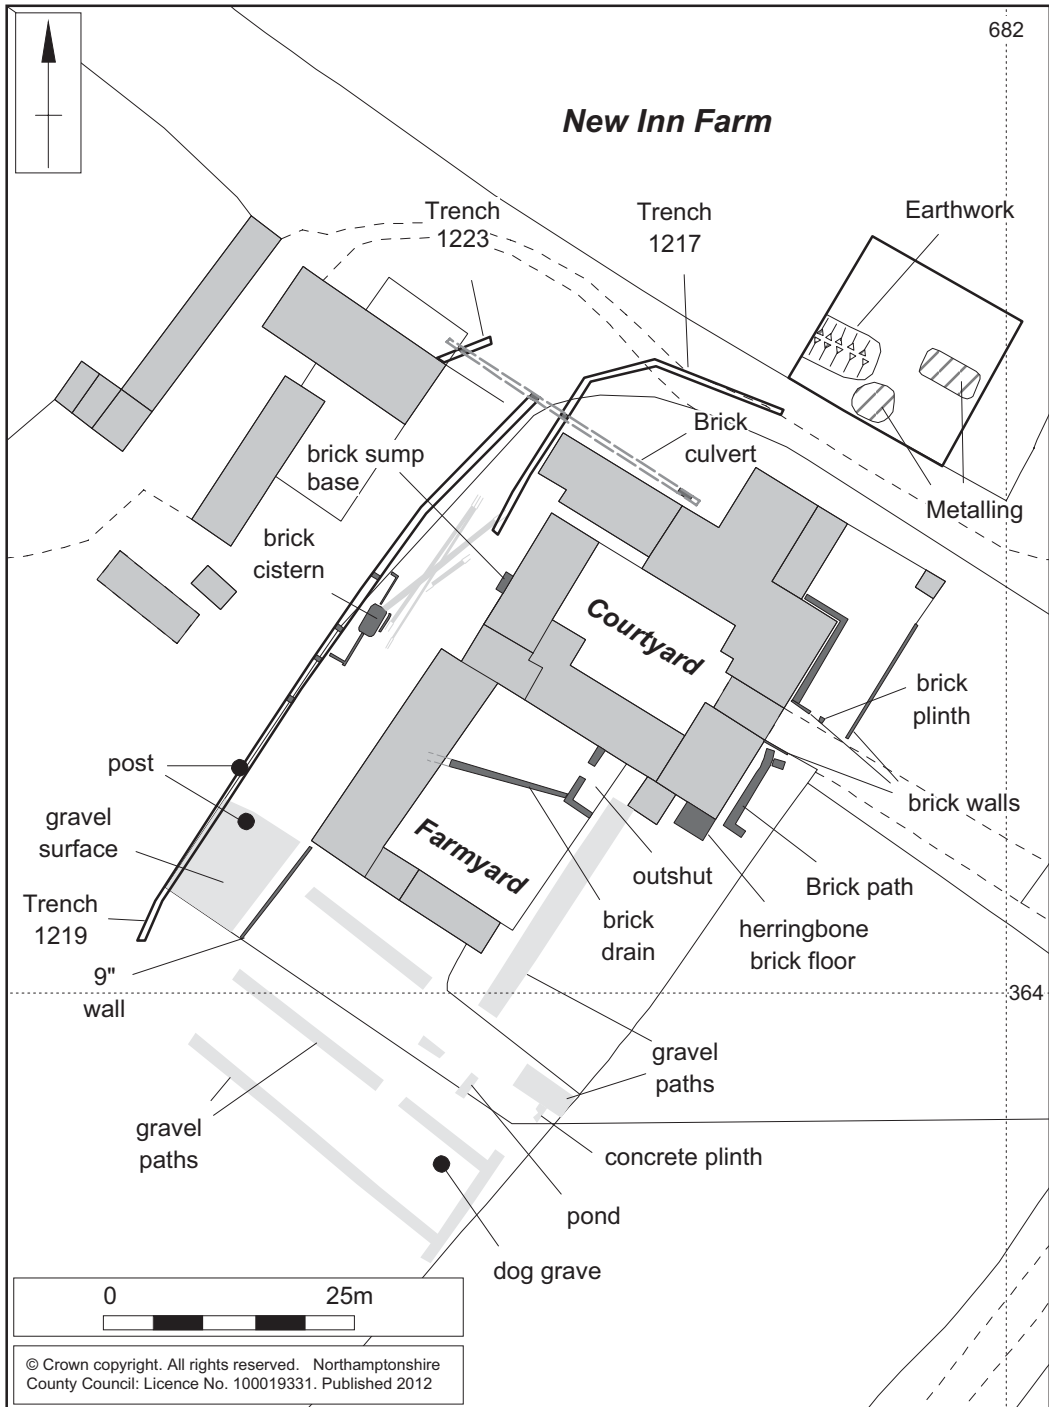 682
New Inn Farm
Trench
1223
Trench
1217
Earthwork
Brick
culvert
brick sump
base
Metalling
brick
cistern
Courtyard
brick
plinth
post
brick walls
gravel
surface
Farmyard
outshut
Brick path
Trench
1219
brick
drain
herringbone
brick floor
9"
wall
364
gravel
paths
gravel
paths
concrete plinth
pond
dog grave
0 25m
© Crown copyright. All rights reserved. Northamptonshire
County Council: Licence No. 100019331. Published 2012